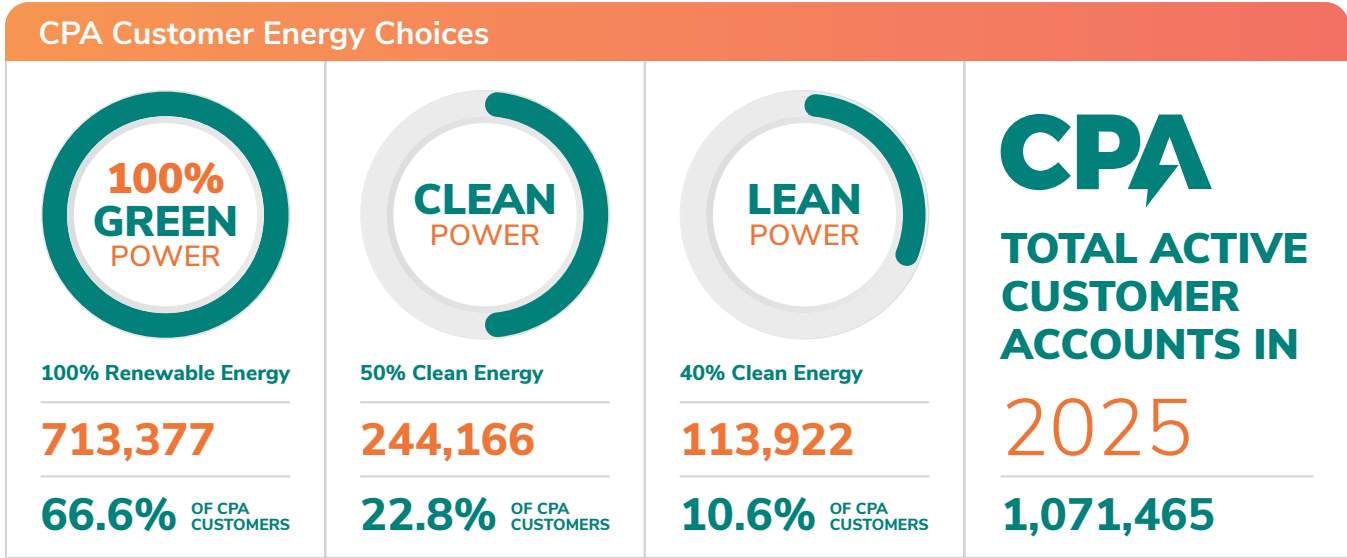 CPA Customer Energy Choices
100%
GREEN
POWER
100% Renewable Energy
713,377
66.6% OF CPA
CUSTOMERS
CLEAN
POWER
50% Clean Energy
244,166
22.8% OF CPA
CUSTOMERS
LEAN
POWER
40% Clean Energy
113,922
10.6% OF CPA
CUSTOMERS
CPA
TOTAL ACTIVE
CUSTOMER
ACCOUNTS IN
2025
1,071,465